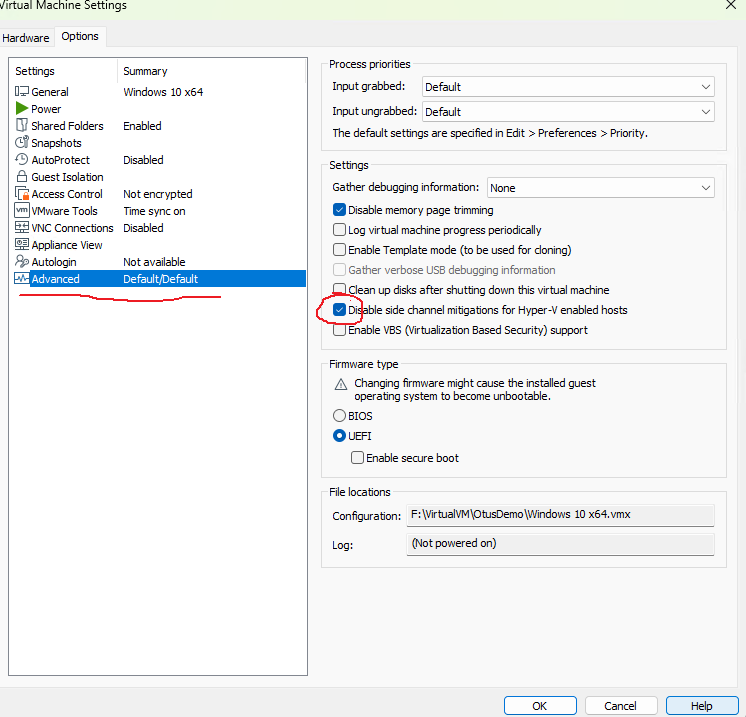 Virtual Machine Settings
Hardware Options
Settings Summary
General Windows 10 x64
Power
Shared Folders Enabled
Snapshots
AutoProtect Disabled
Guest Isolation
Access Control Not encrypted
vm VMware Tools Time sync on
VNC Connections Disabled
Appliance View
Autologin Not available
Advanced Default/Default
Process priorities
Input grabbed: Default
Input ungrabbed: Default
The default settings are specified in Edit > Preferences > Priority.
Settings
Gather debugging information: None
Disable memory page trimming
Log virtual machine progress periodically
Enable Template mode (to be used for cloning)
Gather verbose USB debugging information
Clean up disks after shutting down this virtual machine
Disable side channel mitigations for Hyper-V enabled hosts
Enable VBS (Virtualization Based Security) support
Firmware type
Changing firmware might cause the installed guest
operating system to become unbootable.
BIOS
UEFI
Enable secure boot
File locations
Configuration: F:\VirtualVM\OtusDemo\Windows 10 x64.vmx
Log: (Not powered on)
OK Cancel Help